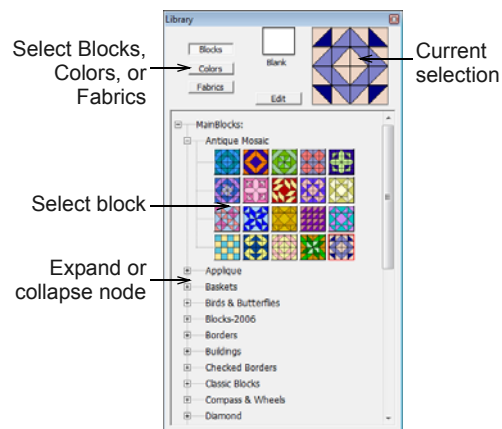 Library
Select Blocks,
Colors, or
Fabrics
Blocks
Colors
Fabrics
Blank
Edit
Current
selection
MainBlocks:
Antique Mosaic
Select block
Expand or
collapse node
Applique
Baskets
Birds & Butterflies
Blocks-2006
Borders
Buildings
Checked Borders
Classic Blocks
Compass & Wheels
Diamond